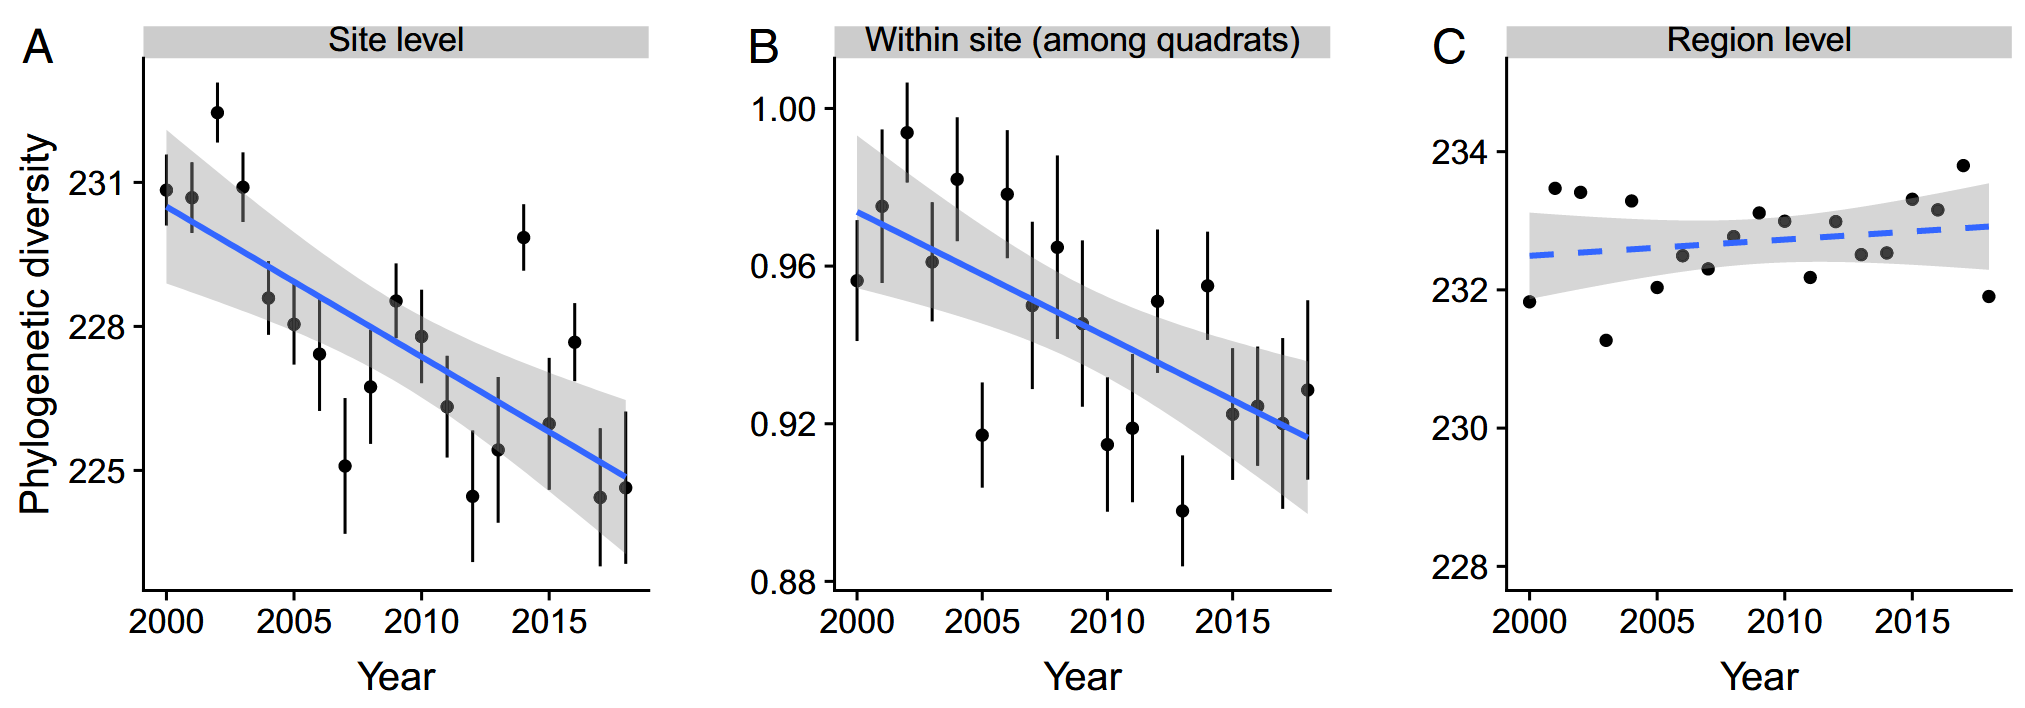 A
Site level
B
Within site (among quadrats)
C
Region level
Phylogenetic diversity
231
228
225
2000 2005 2010 2015
Year
1.00
0.96
0.92
0.88
2000 2005 2010 2015
Year
234
232
230
228
2000 2005 2010 2015
Year